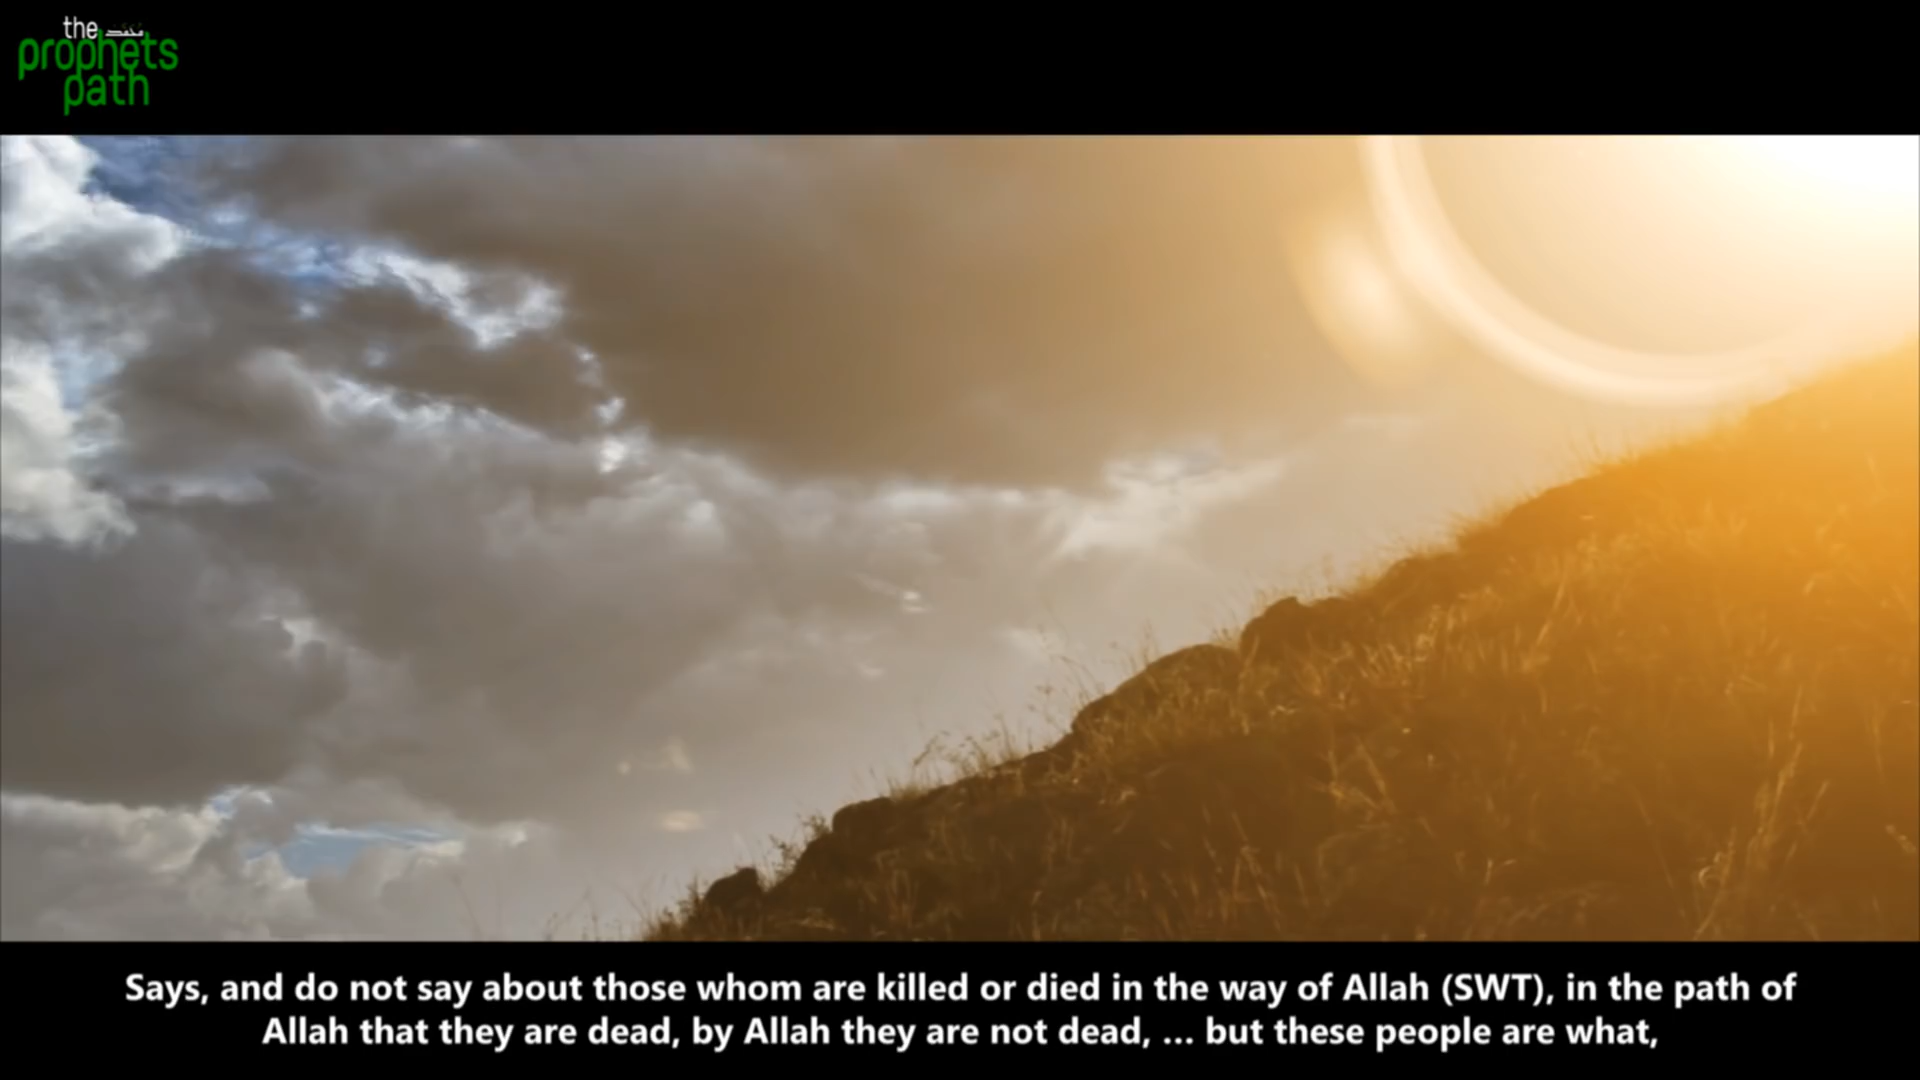 the
prophets
path
Says, and do not say about those whom are killed or died in the way of Allah (SWT), in the path of
Allah that they are dead, by Allah they are not dead, ... but these people are what,